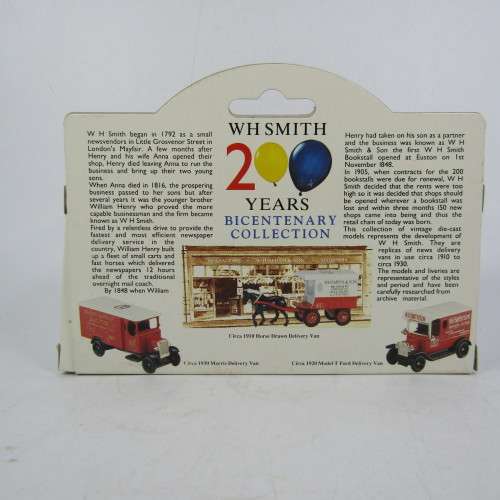 W H SMITH
200
YEARS
BICENTENARY
COLLECTION
W H Smith began in 1792 as a small
newsvendors in Little Grosvenor Street in
London's Mayfair. A few months after
Henry and his wife Anna opened their
shop, Henry died leaving Anna to run the
business and bring up their two young
sons.
When Anna died in 1816, the prospering
business passed to her sons but after
several years it was the younger brother
William Henry who proved the more
capable businessman and the firm became
known as W H Smith.
Fired by a relentless drive to provide the
fastest and most efficient newspaper
delivery service in the
country, William Henry built
up a fleet of small carts and
fast horses which delivered
the newspapers 12 hours
ahead of the traditional
overnight mail coach.
By 1848 when William
Henry had taken on his son as a partner
and the business was known as W H
Smith & Son the first W H Smith
Bookstall opened at Euston on 1st
November 1848.
In 1905, when contracts for the 200
bookstalls were due for renewal, W H
Smith decided that the rents were too
high so it was decided that shops should
be opened wherever a bookstall was
lost and within three months 150 new
shops came into being and thus the
retail chain of today was born.
This collection of vintage die-cast
models represents the development of
W H Smith. They are
replicas of news delivery
vans in use circa 1910 to
circa 1930.
The models and liveries are
representative of the styles
and period and have been
carefully researched from
archive material.
Circa 1910 Horse Drawn Delivery Van
Circa 1930 Morris Delivery Van
Circa 1920 Model T Ford Delivery Van